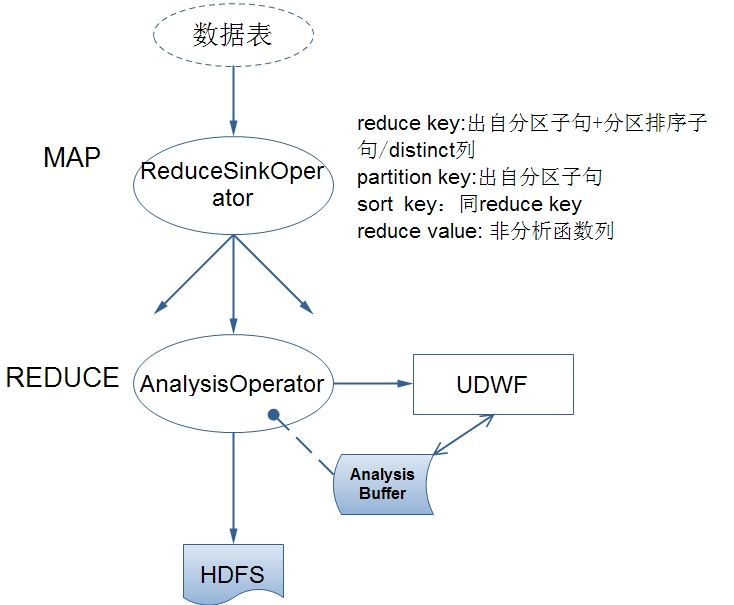 数据表
MAP
ReduceSinkOper
ator
reduce key:出自分区子句+分区排序子
句/distinct列
partition key:出自分区子句
sort key：同reduce key
reduce value: 非分析函数列
REDUCE
AnalysisOperator
UDWF
Analysis
Buffer
HDFS